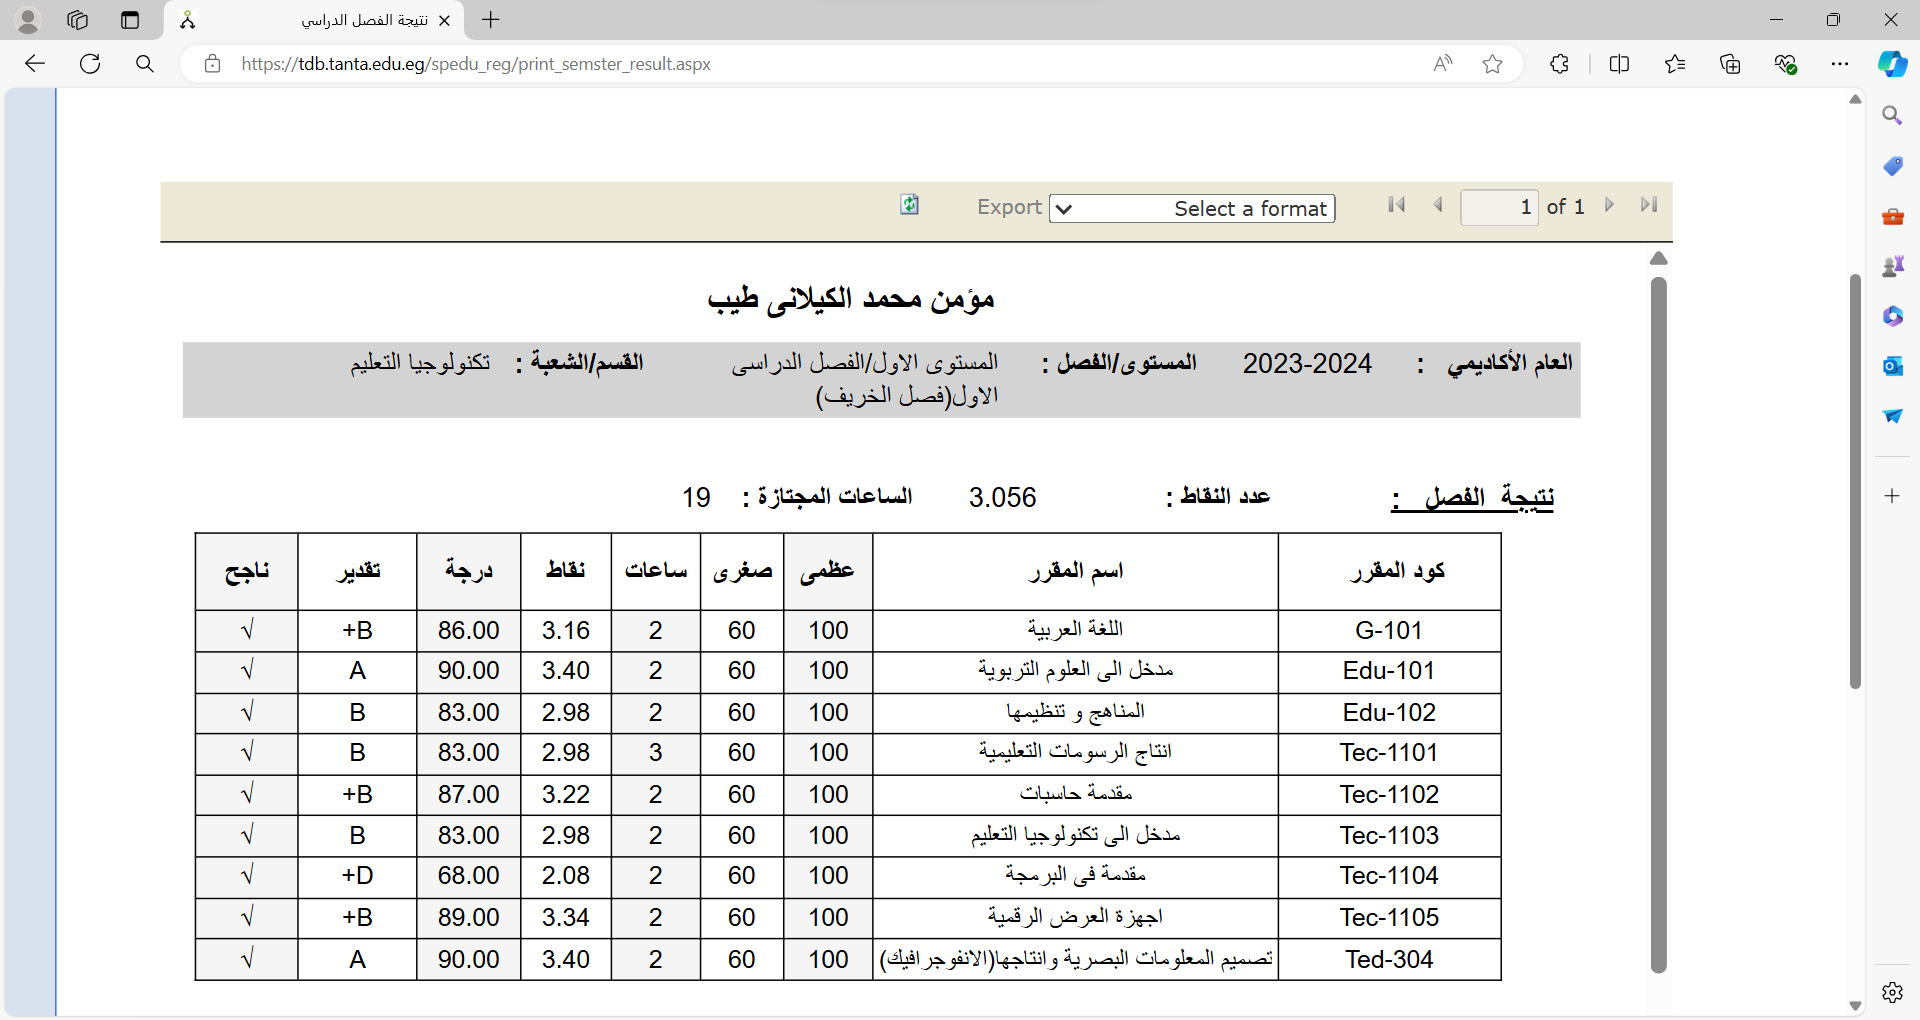 نتيجة الفصل الدراسي
https://tdb.tanta.edu.eg/spedu_reg/print_semster_result.aspx
Export Select a format 1 of 1
مؤمن محمد الكيلانى طيب
العام الأكاديمي : 2023-2024 المستوى/الفصل : المستوى الاول/الفصل الدراسى القسم/الشعبة : تكنولوجيا التعليم
الاول(فصل الخريف)
نتيجة الفصل : عدد النقاط : 3.056 الساعات المجتازة : 19
كود المقرر اسم المقرر عظمى صغرى ساعات نقاط درجة تقدير ناجح
G-101 اللغة العربية 100 60 2 3.16 86.00 +B √
Edu-101 مدخل الى العلوم التربوية 100 60 2 3.40 90.00 A √
Edu-102 المناهج و تنظيمها 100 60 2 2.98 83.00 B √
Tec-1101 انتاج الرسومات التعليمية 100 60 3 2.98 83.00 B √
Tec-1102 مقدمة حاسبات 100 60 2 3.22 87.00 +B √
Tec-1103 مدخل الى تكنولوجيا التعليم 100 60 2 2.98 83.00 B √
Tec-1104 مقدمة فى البرمجة 100 60 2 2.08 68.00 +D √
Tec-1105 اجهزة العرض الرقمية 100 60 2 3.34 89.00 +B √
Ted-304 تصميم المعلومات البصرية وانتاجها(الانفوجرافيك) 100 60 2 3.40 90.00 A √